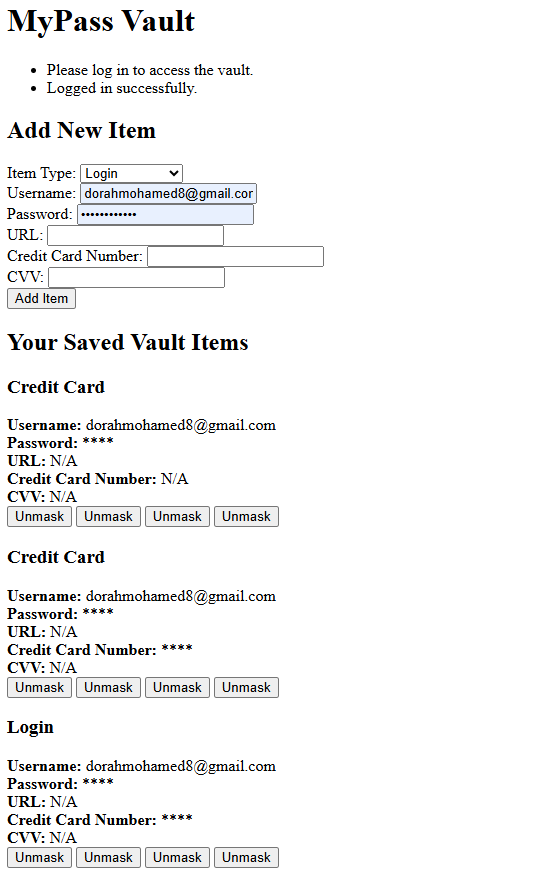 MyPass Vault
Please log in to access the vault.
Logged in successfully.
Add New Item
Item Type: Login
Username: dorahmohamed8@gmail.com
Password: ••••••••••••
URL:
Credit Card Number:
CVV:
Add Item
Your Saved Vault Items
Credit Card
Username: dorahmohamed8@gmail.com
Password: ****
URL: N/A
Credit Card Number: N/A
CVV: N/A
Unmask Unmask Unmask Unmask
Credit Card
Username: dorahmohamed8@gmail.com
Password: ****
URL: N/A
Credit Card Number: ****
CVV: N/A
Unmask Unmask Unmask Unmask
Login
Username: dorahmohamed8@gmail.com
Password: ****
URL: N/A
Credit Card Number: ****
CVV: N/A
Unmask Unmask Unmask Unmask